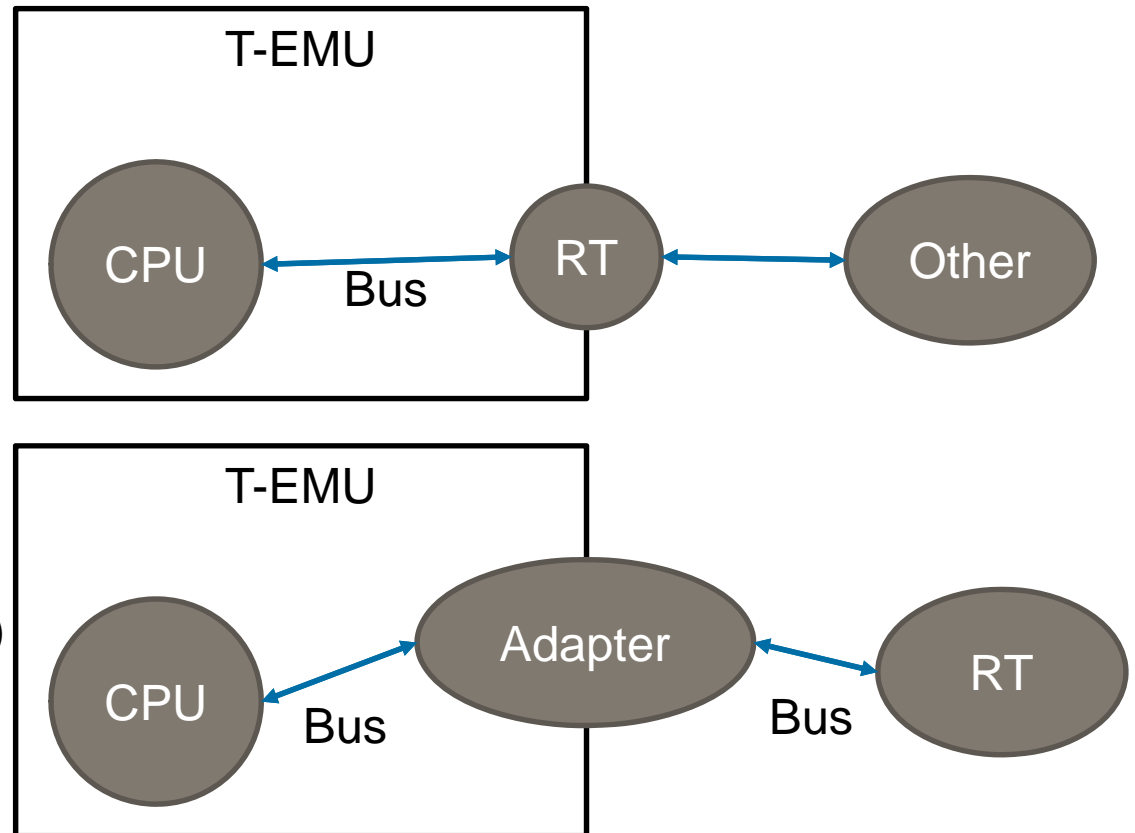 T-EMU
CPU
Bus
RT
Other
T-EMU
)
CPU
Bus
Adapter
Bus
RT